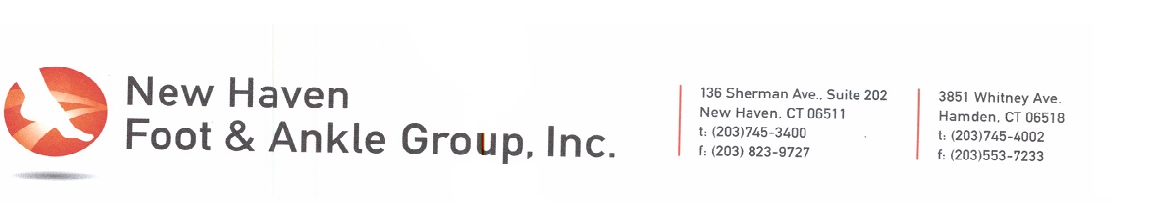 New Haven
Foot & Ankle Group, Inc.
136 Sherman Ave., Suite 202
New Haven, CT 06511
t: (203)745-3400
f: (203) 823-9727
3851 Whitney Ave.
Hamden, CT 06518
t: (203)745-4002
f: (203)553-7233